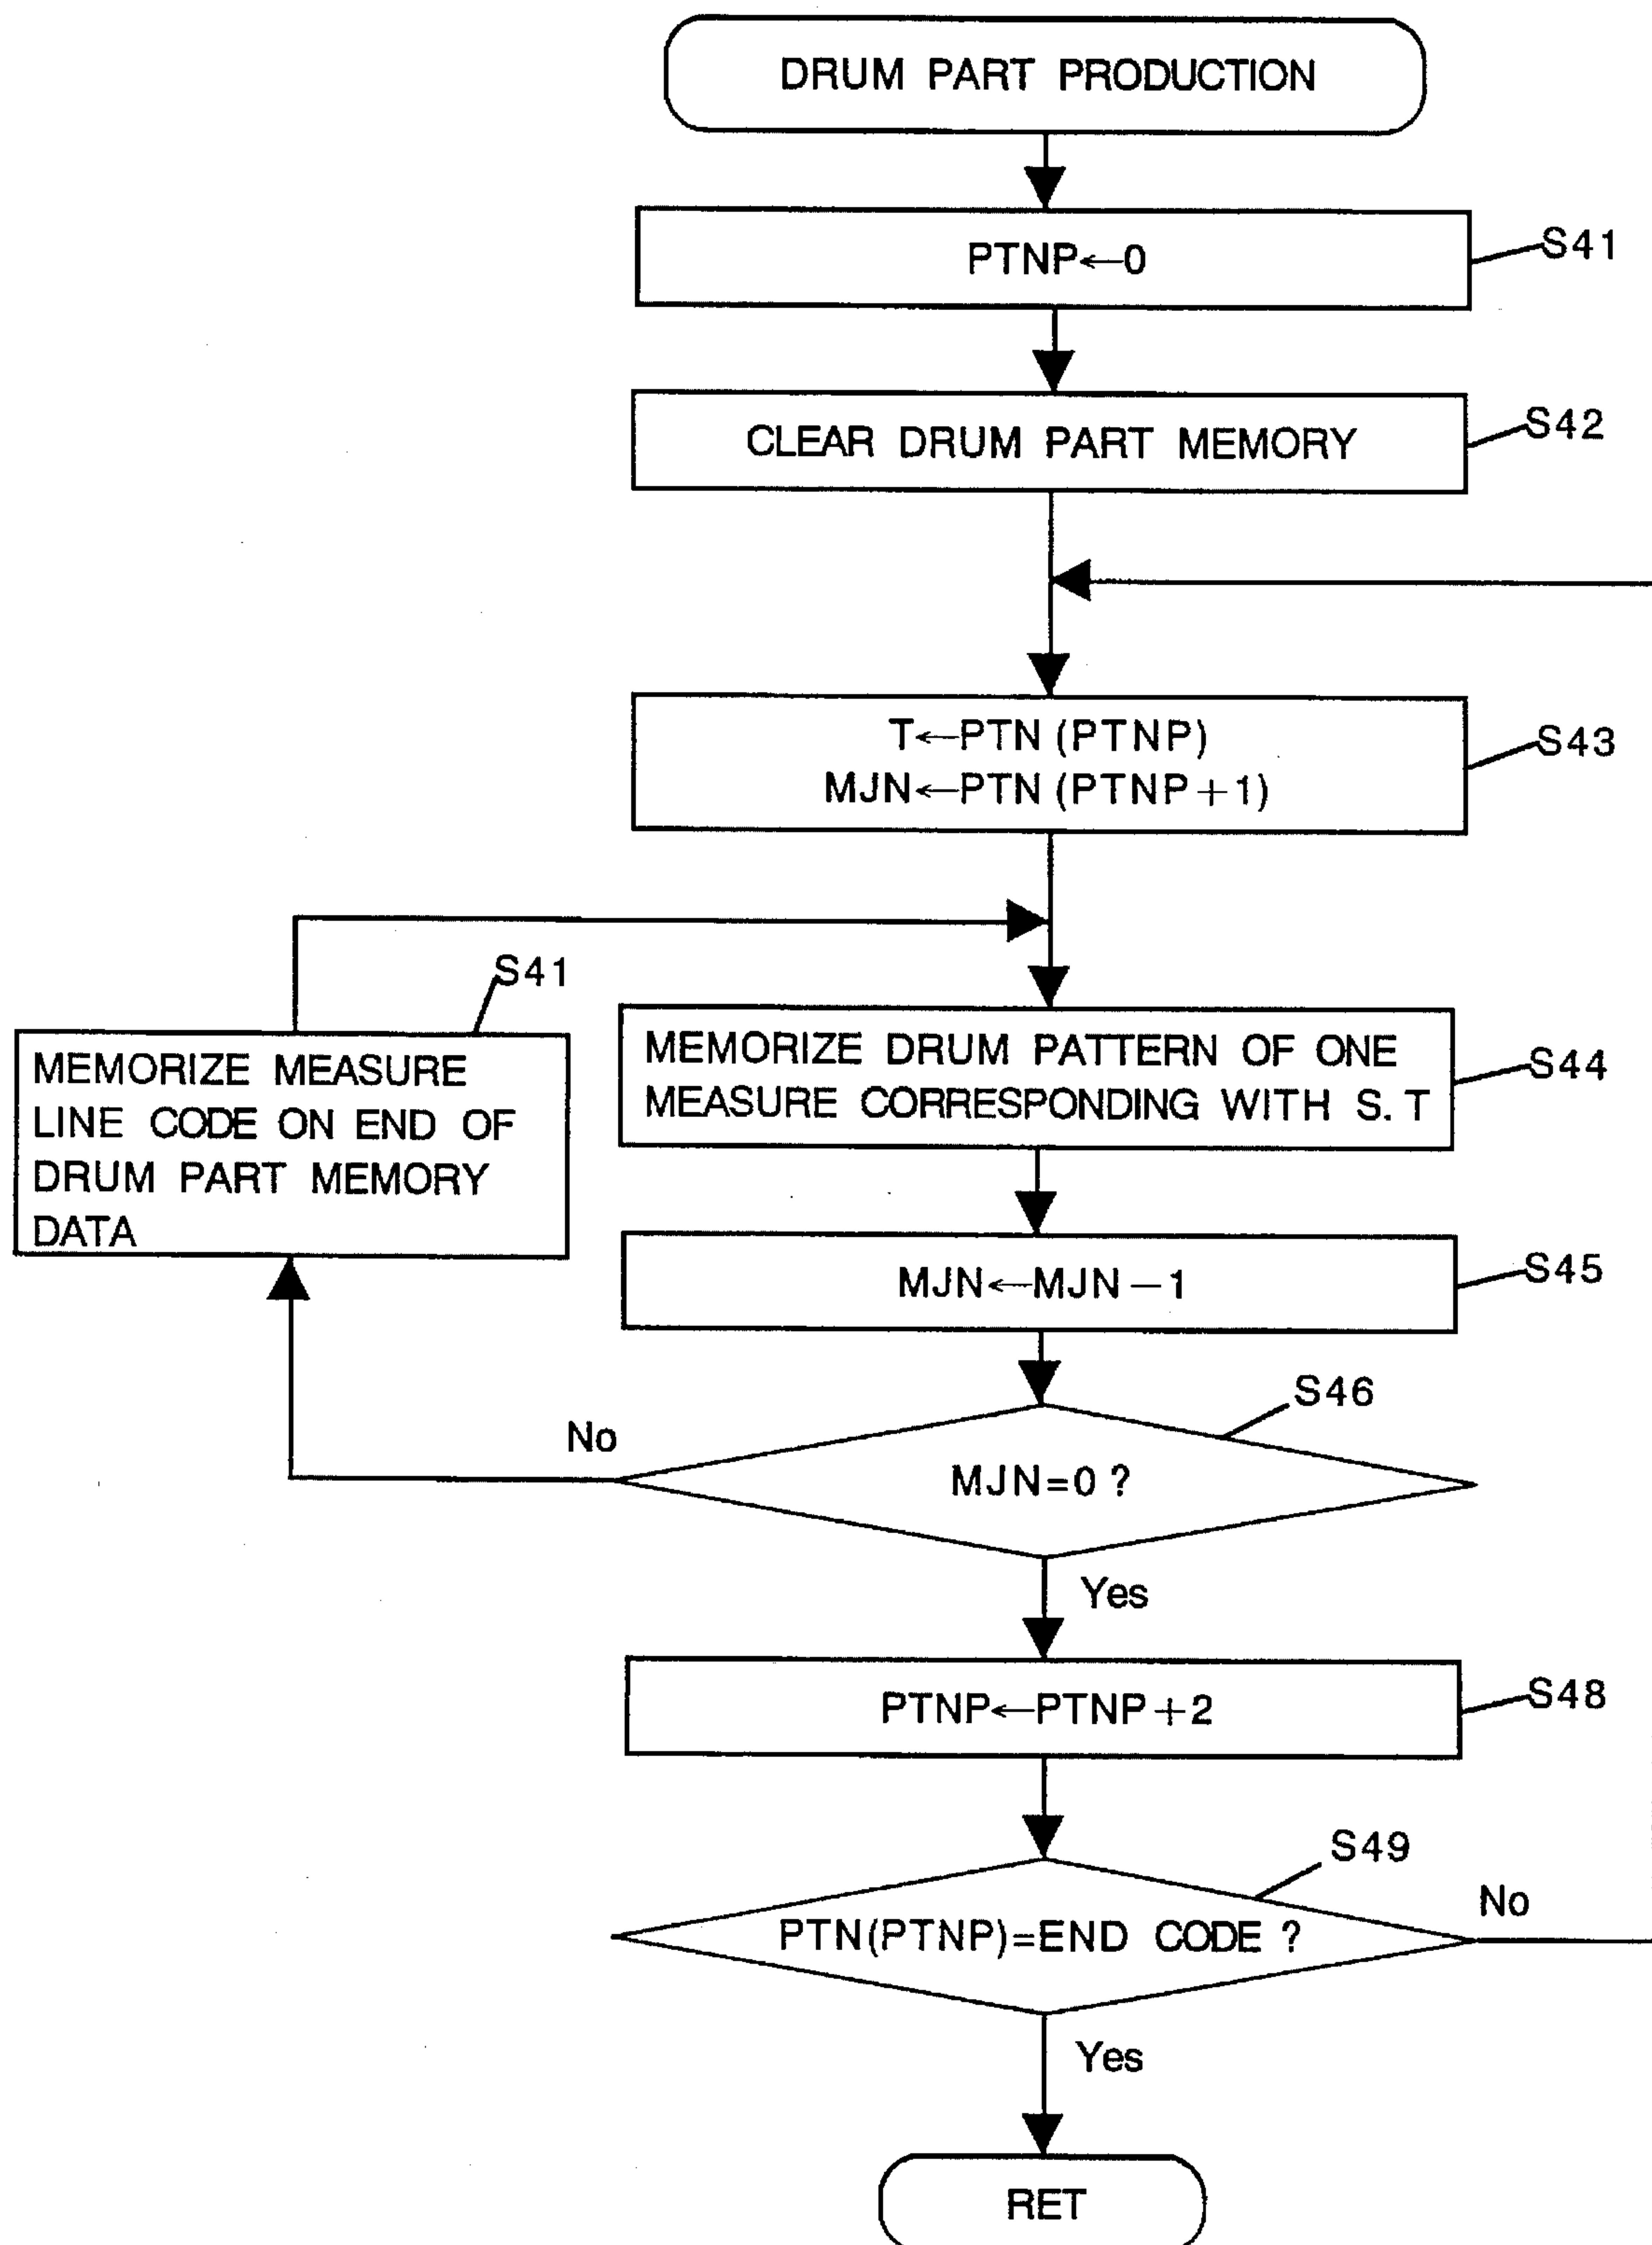 DRUM PART PRODUCTION
PTNP←0
S41
CLEAR DRUM PART MEMORY
S42
T←PTN (PTNP)
MJN←PTN (PTNP+1)
S43
S41
MEMORIZE MEASURE
LINE CODE ON END OF
DRUM PART MEMORY
DATA
MEMORIZE DRUM PATTERN OF ONE
MEASURE CORRESPONDING WITH S. T
S44
MJN←MJN−1
S45
S46
No
MJN=0 ?
Yes
PTNP←PTNP+2
S48
S49
No
PTN(PTNP)=END CODE ?
Yes
RET